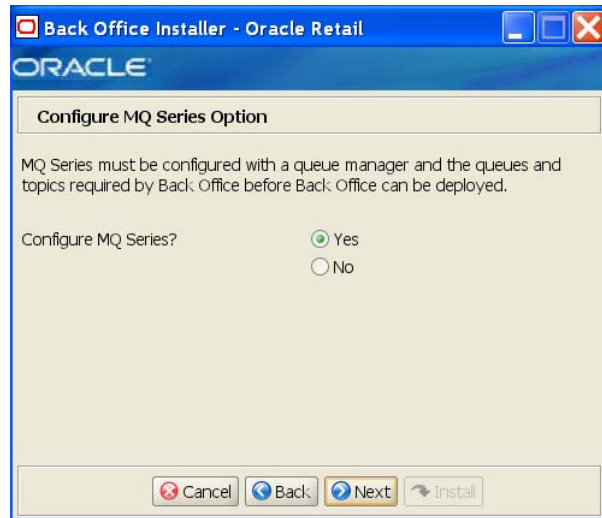 Back Office Installer - Oracle Retail
ORACLE
Configure MQ Series Option
MQ Series must be configured with a queue manager and the queues and
topics required by Back Office before Back Office can be deployed.
Configure MQ Series?
Yes
No
Cancel
Back
Next
Install